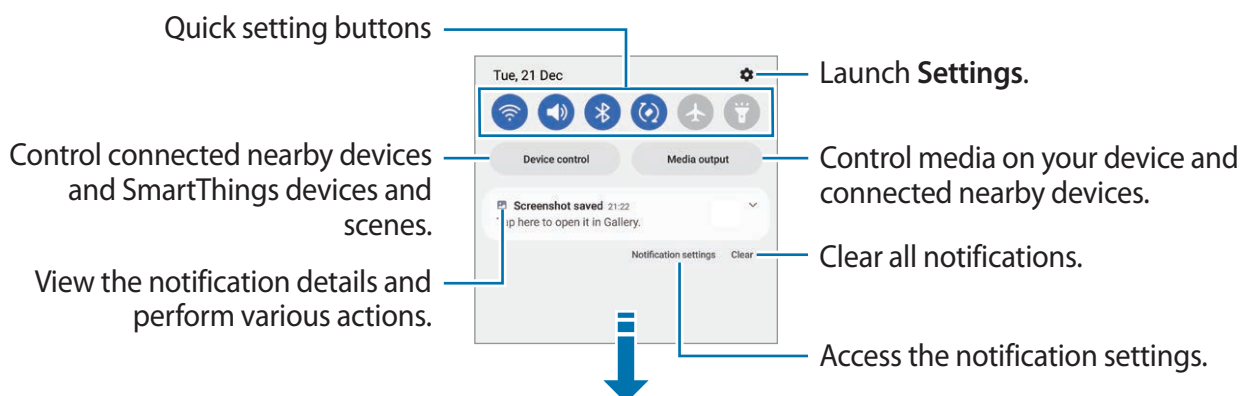 Quick setting buttons
Tue, 21 Dec
Launch Settings.
Control connected nearby devices
and SmartThings devices and
scenes.
Device control
Media output
Control media on your device and
connected nearby devices.
Screenshot saved 21:22
ap here to open it in Gallery.
View the notification details and
perform various actions.
Notification settings
Clear
Clear all notifications.
Access the notification settings.